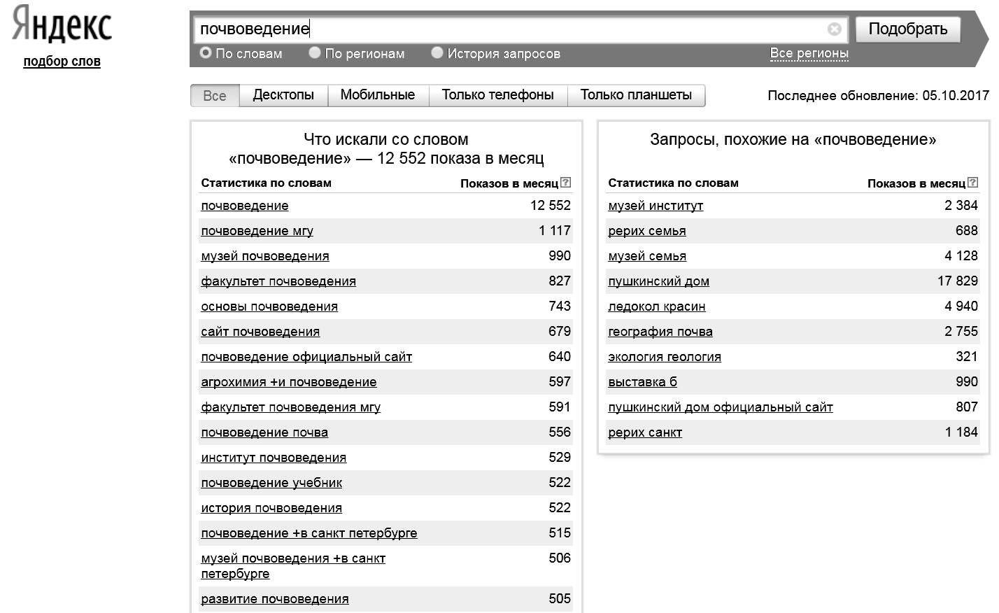 Яндекс
подбор слов
почвоведение
Подобрать
По словам
По регионам
История запросов
Все регионы
Все
Десктопы
Мобильные
Только телефоны
Только планшеты
Последнее обновление: 05.10.2017
Что искали со словом
«почвоведение» — 12 552 показа в месяц
Статистика по словам Показов в месяц ?
почвоведение 12 552
почвоведение мгу 1 117
музей почвоведения 990
факультет почвоведения 827
основы почвоведения 743
сайт почвоведения 679
почвоведение официальный сайт 640
агрохимия +и почвоведение 597
факультет почвоведения мгу 591
почвоведение почва 556
институт почвоведения 529
почвоведение учебник 522
история почвоведения 522
почвоведение +в санкт петербурге 515
музей почвоведения +в санкт 506
петербурге
развитие почвоведения 505
Запросы, похожие на «почвоведение»
Статистика по словам Показов в месяц ?
музей институт 2 384
рерих семья 688
музей семья 4 128
пушкинский дом 17 829
ледокол красин 4 940
география почва 2 755
экология геология 321
выставка б 990
пушкинский дом официальный сайт 807
рерих санкт 1 184